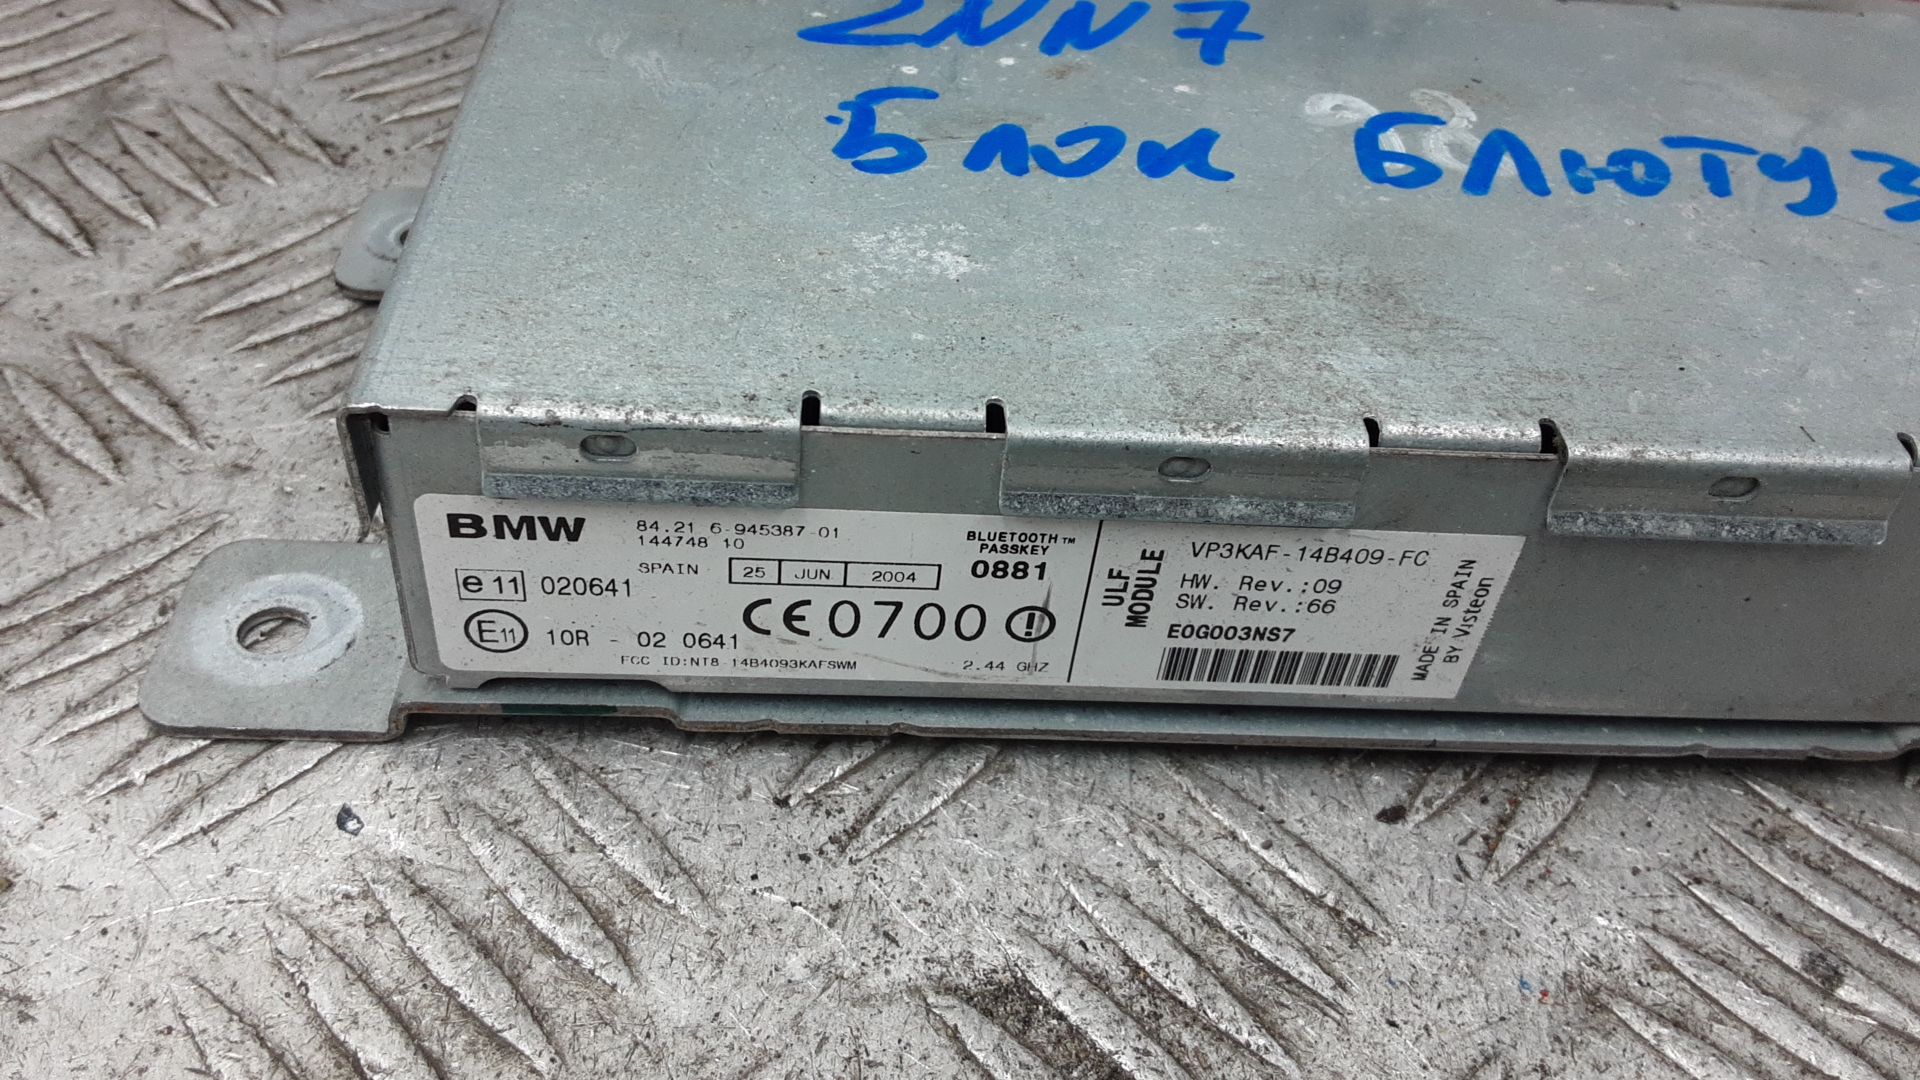 Блок Блютуз
BMW
84.21 6-945387-01
144748 10
SPAIN 25 JUN 2004
BLUETOOTH™
PASSKEY
0881
e 11 020641
CE0700
E11 10R - 02 0641
FCC ID:NT8-14B4093KAFSWM 2.44 GHZ
ULF
MODULE
VP3KAF-14B409-FC
HW. Rev.:09
SW. Rev.:66
E0G003NS7
MADE IN SPAIN
BY Visteon